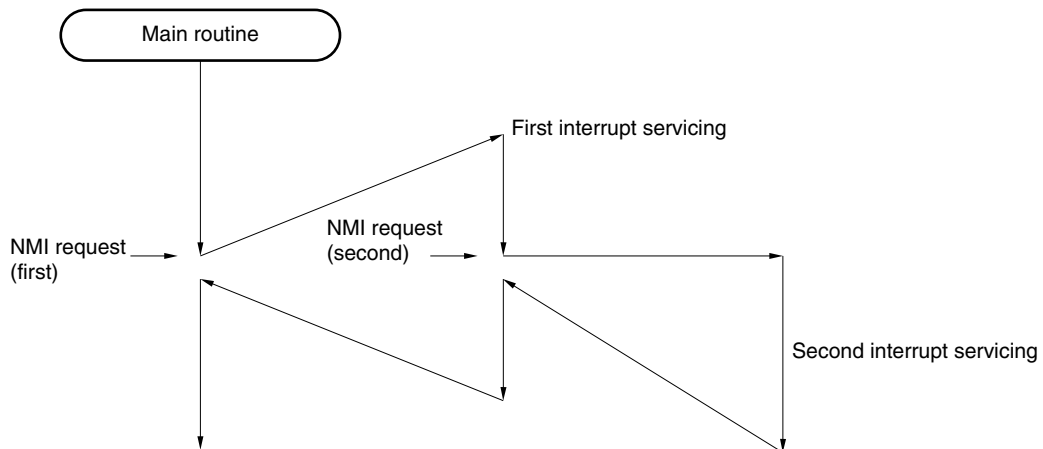 Main routine
First interrupt servicing
NMI request
(second)
NMI request
(first)
Second interrupt servicing